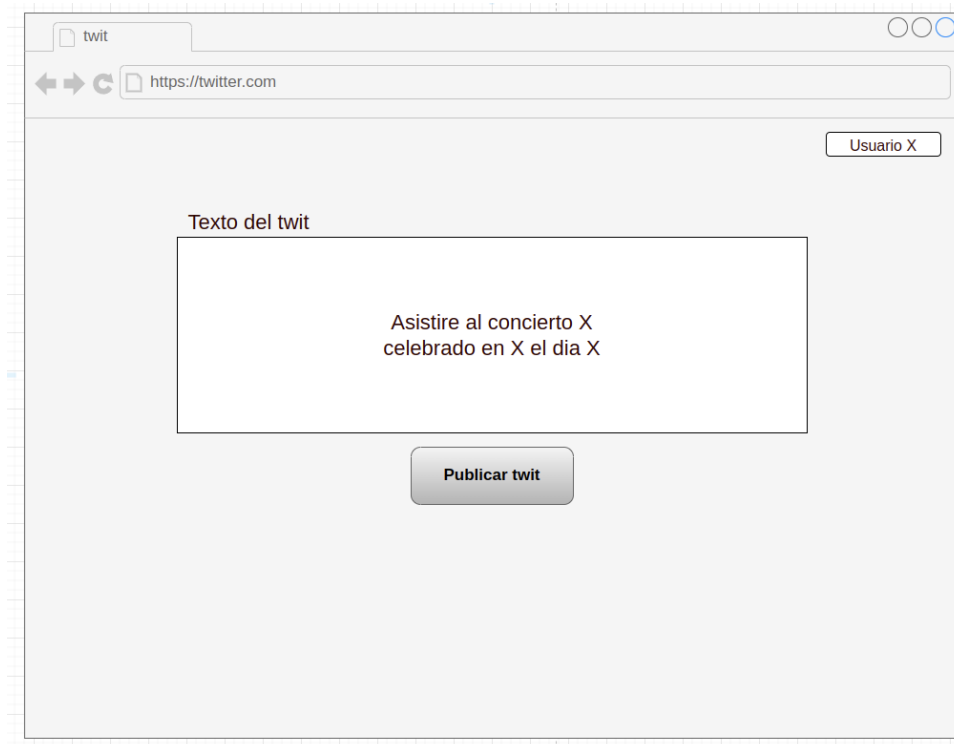 twit
https://twitter.com
Usuario X
Texto del twit
Asistire al concierto X
celebrado en X el dia X
Publicar twit